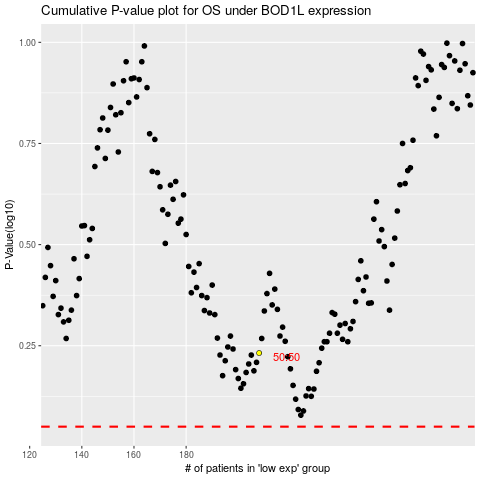 Cumulative P-value plot for OS under BOD1L expression
1.00
0.75
0.50
0.25
P-Value(log10)
50:50
120 140 160 180
# of patients in 'low exp' group